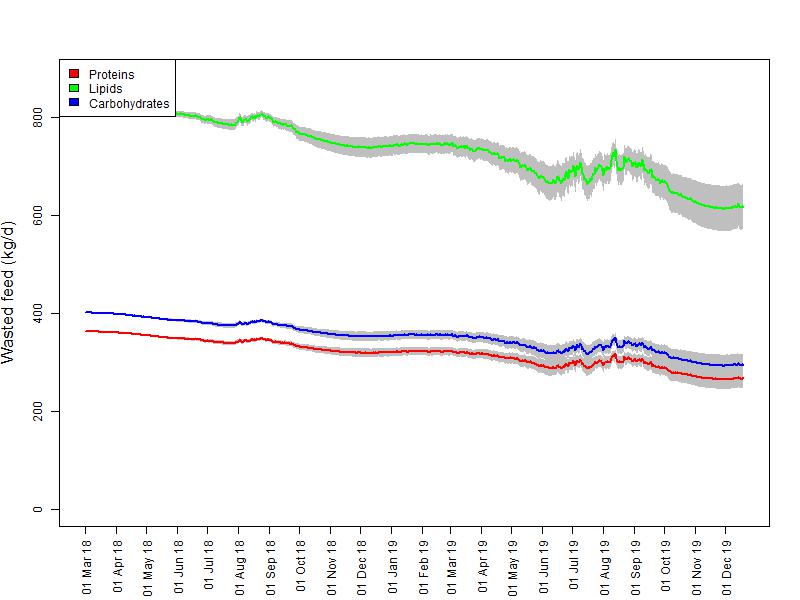 Proteins
Lipids
Carbohydrates
Wasted feed (kg/d)
800
600
400
200
0
01 Mar 18
01 Apr 18
01 May 18
01 Jun 18
01 Jul 18
01 Aug 18
01 Sep 18
01 Oct 18
01 Nov 18
01 Dec 18
01 Jan 19
01 Feb 19
01 Mar 19
01 Apr 19
01 May 19
01 Jun 19
01 Jul 19
01 Aug 19
01 Sep 19
01 Oct 19
01 Nov 19
01 Dec 19